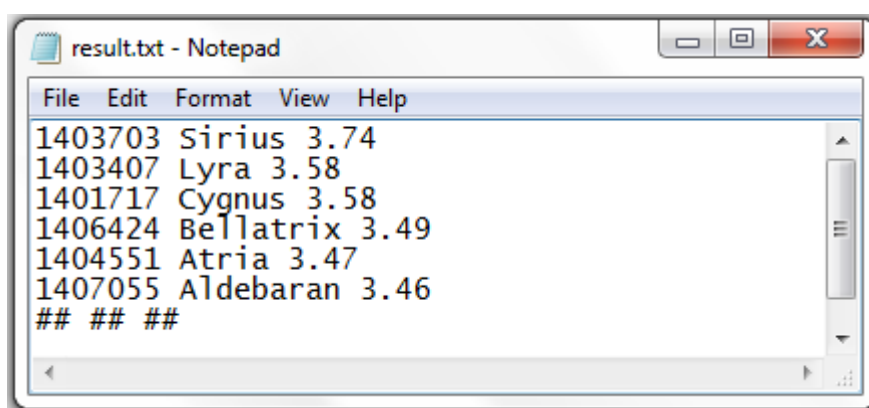 result.txt - Notepad
File Edit Format View Help
1403703 Sirius 3.74
1403407 Lyra 3.58
1401717 Cygnus 3.58
1406424 Bellatrix 3.49
1404551 Atria 3.47
1407055 Aldebaran 3.46
## ## ##